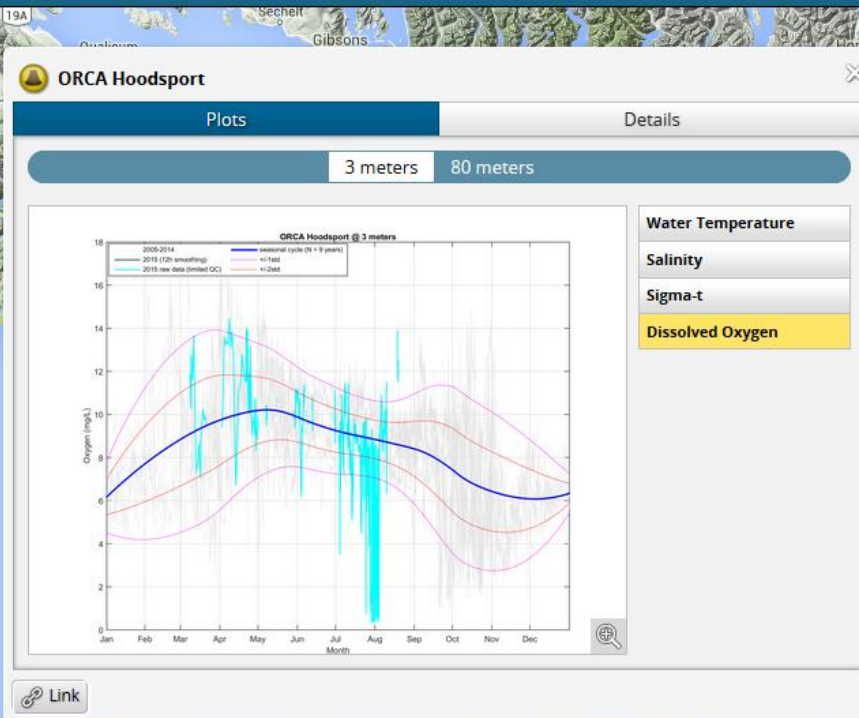 19A
Sechelt
Qualicum
Gibsons
ORCA Hoodsport
Plots
Details
3 meters
80 meters
ORCA Hoodsport @ 3 meters
2005-2014
2015 (12h smoothing)
2015 raw data (limited QC)
seasonal cycle (N = 9 years)
+/-1std
+/-2std
Oxygen (mg/L)
18
16
14
12
10
8
6
4
2
0
Jan Feb Mar Apr May Jun Jul Aug Sep Oct Nov Dec
Month
Water Temperature
Salinity
Sigma-t
Dissolved Oxygen
Link